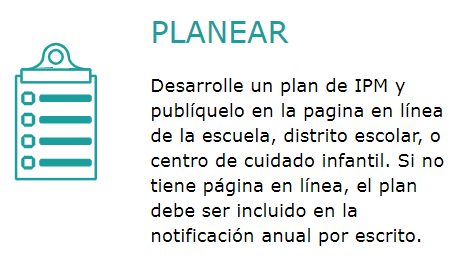 PLANEAR
Desarrolle un plan de IPM y
publíquelo en la pagina en línea
de la escuela, distrito escolar, o
centro de cuidado infantil. Si no
tiene página en línea, el plan
debe ser incluido en la
notificación anual por escrito.